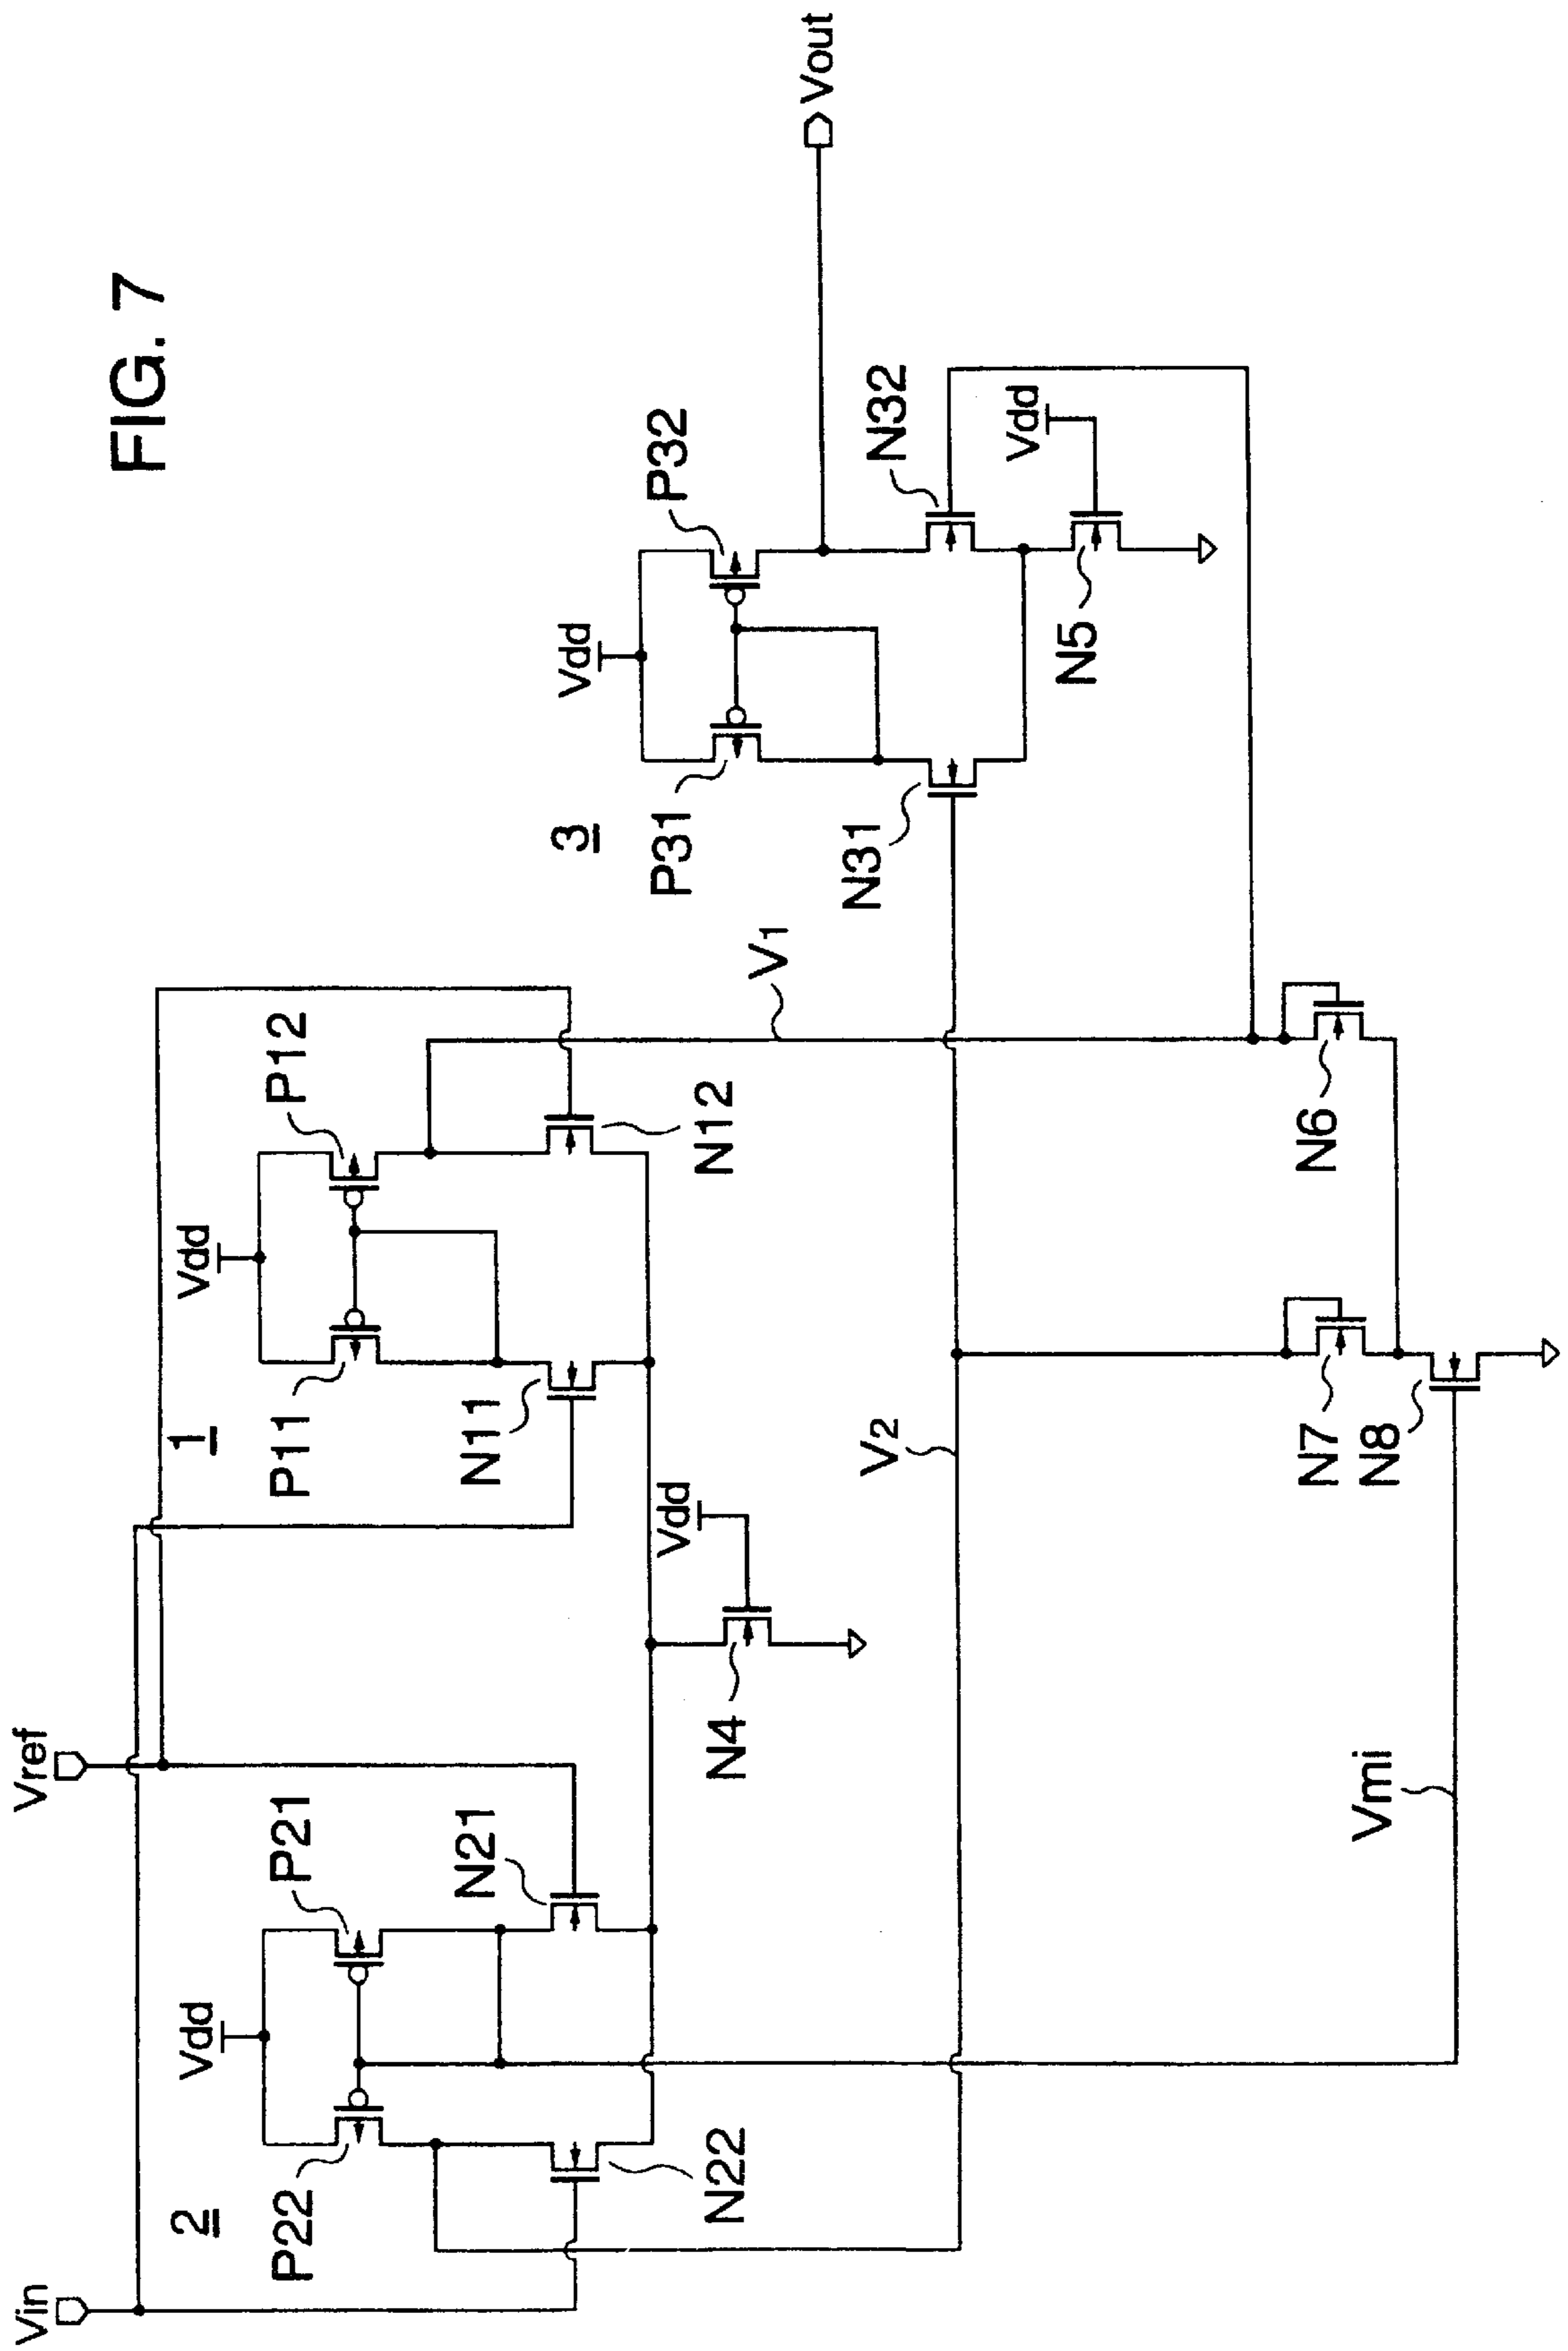 FIG. 7
Vin
Vref
Vout
2
Vdd
P22
P21
N22
N21
1
Vdd
P11
P12
N11
N12
N4
Vdd
3
Vdd
P31
P32
N31
N32
N5
Vdd
V1
V2
Vmi
N7
N8
N6